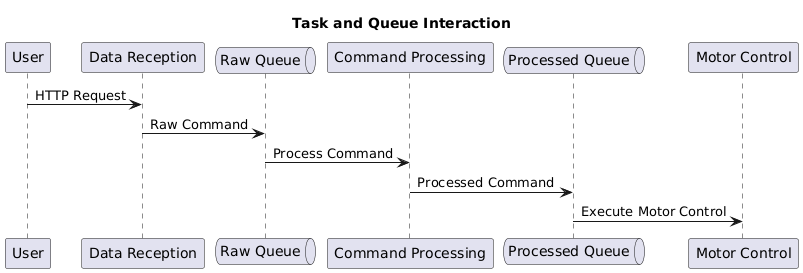 Task and Queue Interaction
User Data Reception Raw Queue Command Processing Processed Queue Motor Control
HTTP Request
Raw Command
Process Command
Processed Command
Execute Motor Control
User Data Reception Raw Queue Command Processing Processed Queue Motor Control